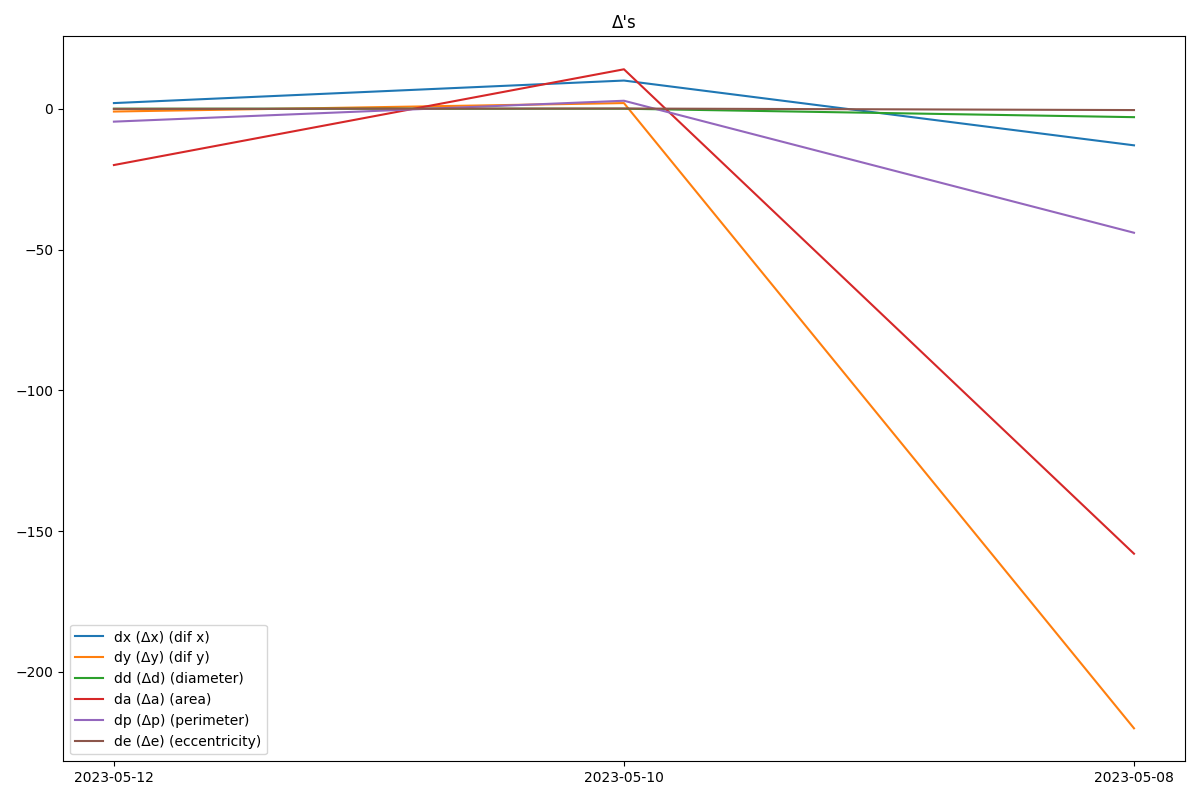 Δ's
0
−50
−100
−150
−200
dx (Δx) (dif x)
dy (Δy) (dif y)
dd (Δd) (diameter)
da (Δa) (area)
dp (Δp) (perimeter)
de (Δe) (eccentricity)
2023-05-12
2023-05-10
2023-05-08